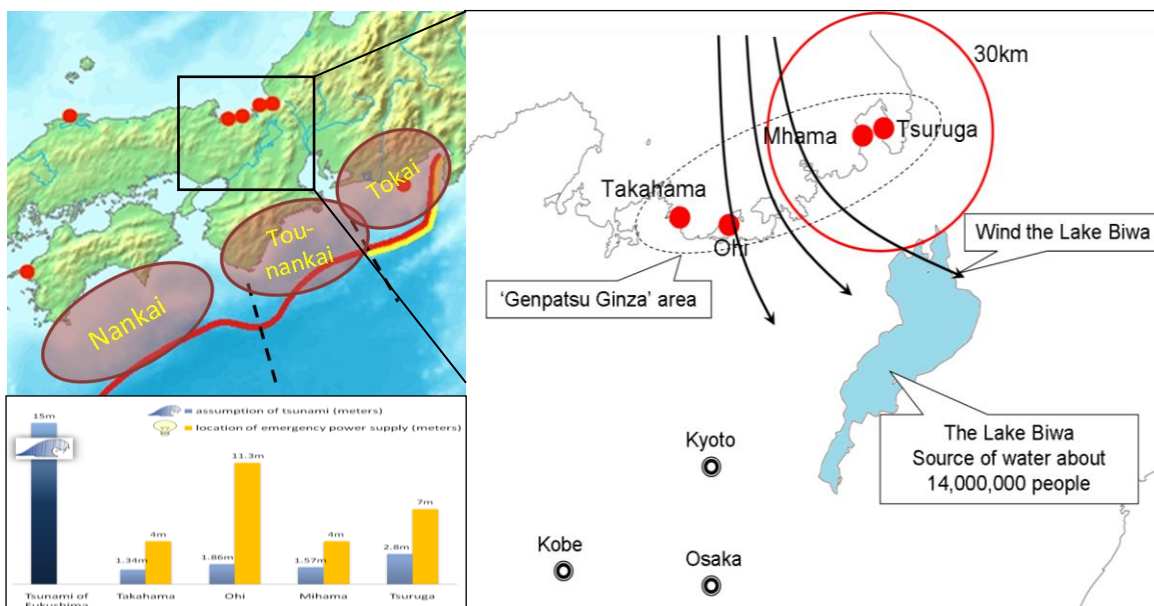 Tokai
Tou-
nankai
Nankai
30km
Mhama
Tsuruga
Takahama
Ohi
Wind the Lake Biwa
‘Genpatsu Ginza’ area
Kyoto
The Lake Biwa
Source of water about
14,000,000 people
Kobe
Osaka
15m
assumption of tsunami (meters)
location of emergency power supply (meters)
11.3m
7m
4m
4m
1.34m
1.86m
1.57m
2.8m
Tsunami of
Fukushima
Takahama
Ohi
Mihama
Tsuruga